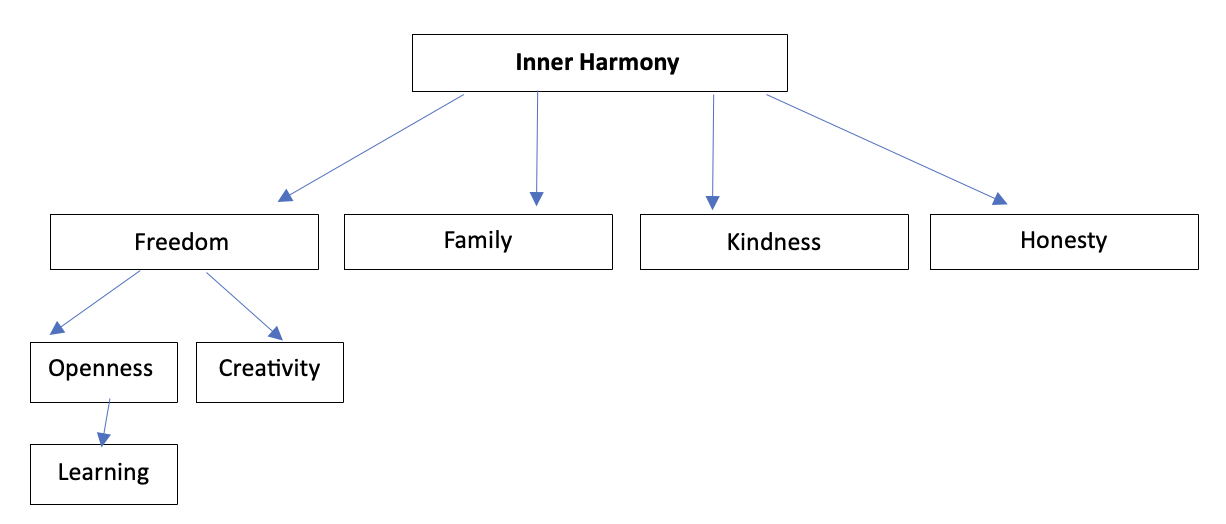 Inner Harmony
Freedom
Family
Kindness
Honesty
Openness
Creativity
Learning